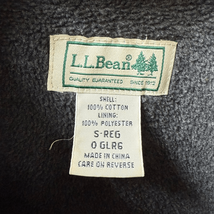 L.L.Bean
QUALITY GUARANTEED SINCE 1912
SHELL:
100% COTTON
LINING:
100% POLYESTER
S-REG
0 GLR6
MADE IN CHINA
CARE ON REVERSE